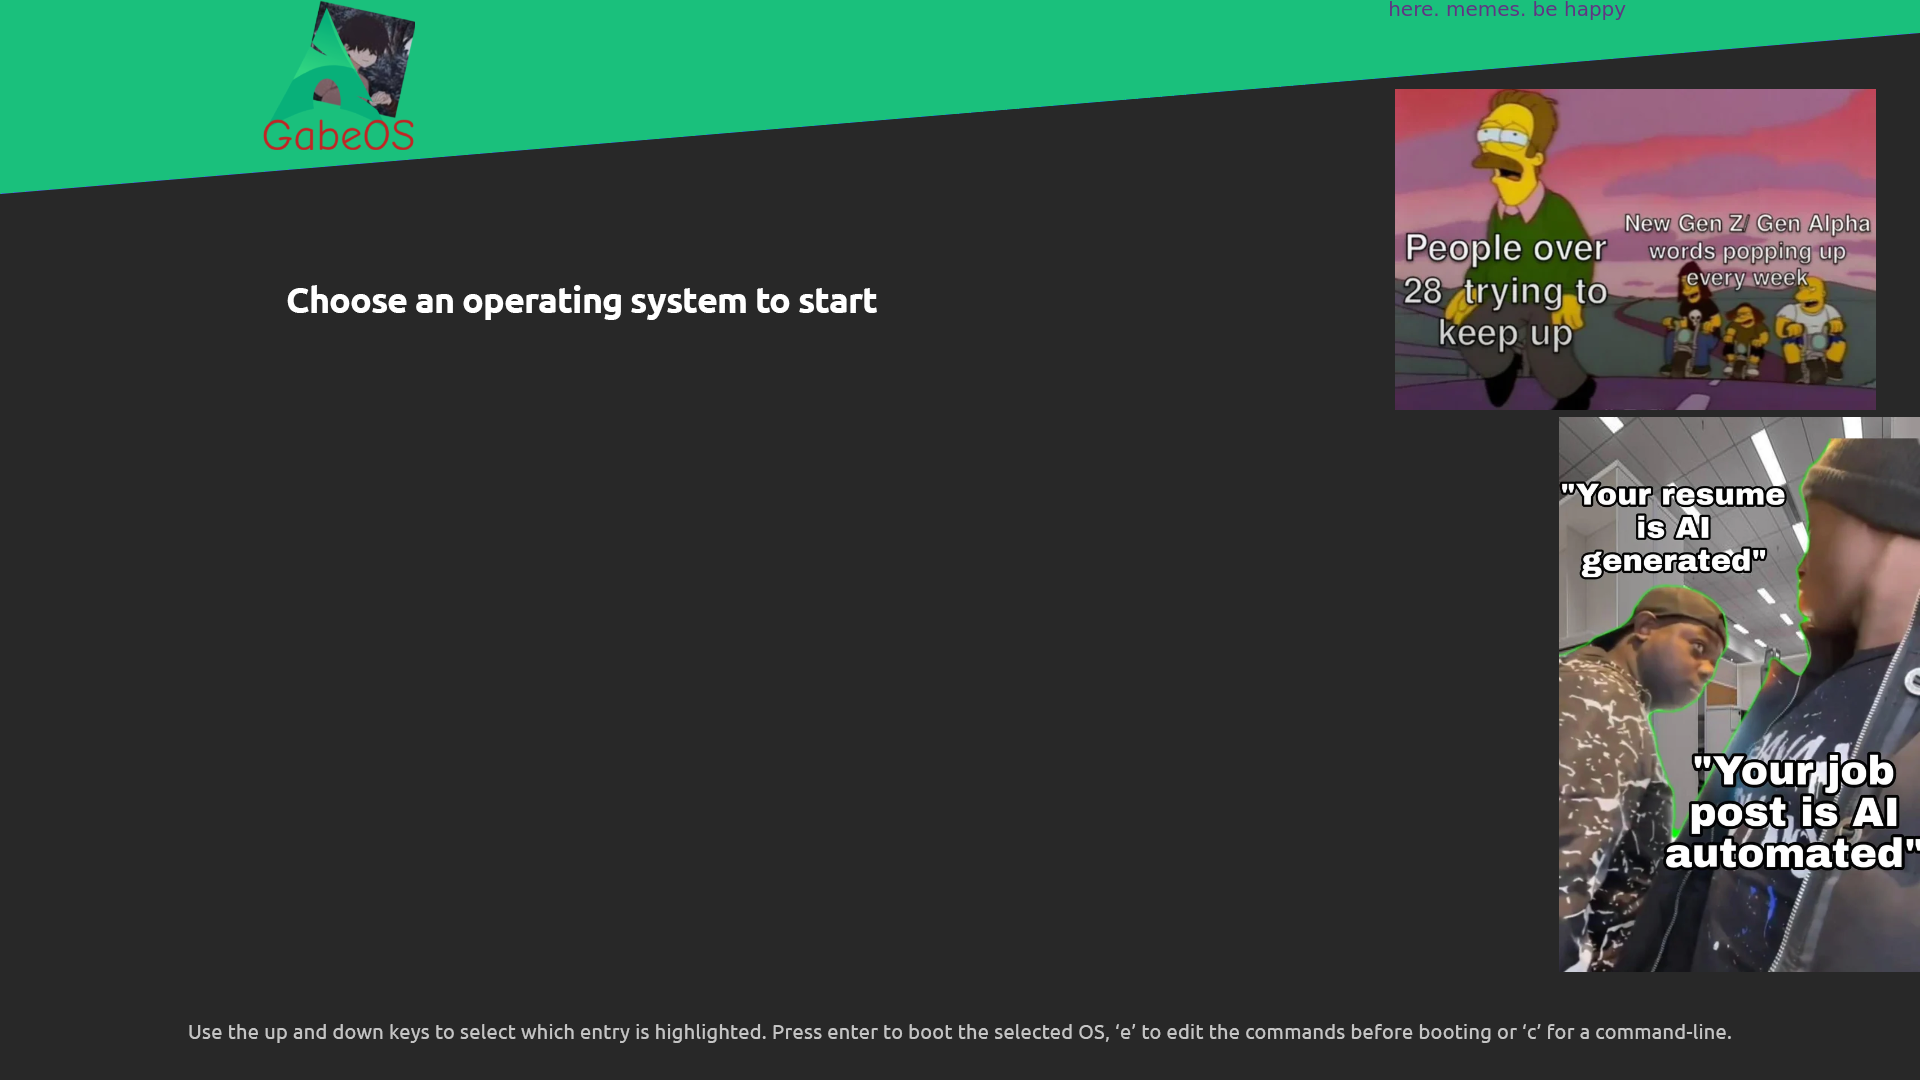 here. memes. be happy
GabeOS
Choose an operating system to start
People over
28 trying to
keep up
New Gen Z/ Gen Alpha
words popping up
every week
"Your resume
is AI
generated"
"Your job
post is AI
automated"
Use the up and down keys to select which entry is highlighted. Press enter to boot the selected OS, ‘e’ to edit the commands before booting or ‘c’ for a command-line.